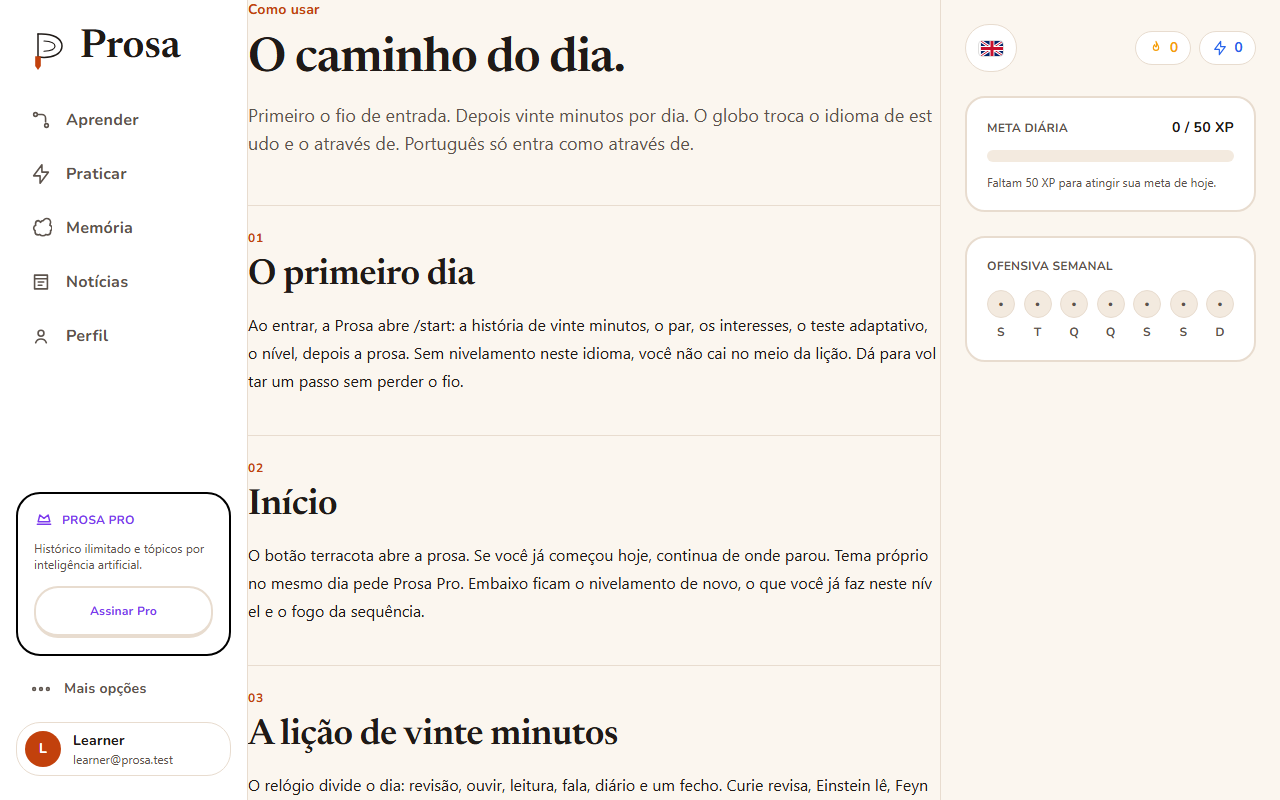 Prosa
Aprender
Praticar
Memória
Notícias
Perfil
PROSA PRO
Histórico ilimitado e tópicos por
inteligência artificial.
Assinar Pro
Mais opções
L
Learner
learner@prosa.test
Como usar
O caminho do dia.
Primeiro o fio de entrada. Depois vinte minutos por dia. O globo troca o idioma de est
udo e o através de. Português só entra como através de.
01
O primeiro dia
Ao entrar, a Prosa abre /start: a história de vinte minutos, o par, os interesses, o teste adaptativo,
o nível, depois a prosa. Sem nivelamento neste idioma, você não cai no meio da lição. Dá para vol
tar um passo sem perder o fio.
02
Início
O botão terracota abre a prosa. Se você já começou hoje, continua de onde parou. Tema próprio
no mesmo dia pede Prosa Pro. Embaixo ficam o nivelamento de novo, o que você já faz neste nív
el e o fogo da sequência.
03
A lição de vinte minutos
O relógio divide o dia: revisão, ouvir, leitura, fala, diário e um fecho. Curie revisa, Einstein lê, Feyn
0
0
META DIÁRIA
0 / 50 XP
Faltam 50 XP para atingir sua meta de hoje.
OFENSIVA SEMANAL
S T Q Q S S D